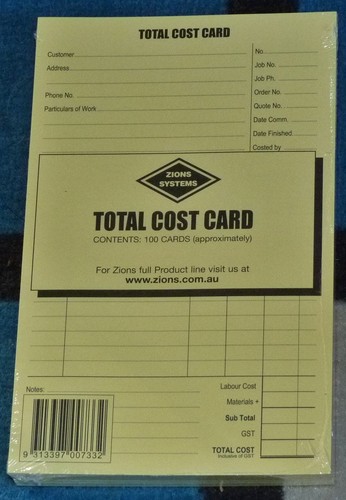 TOTAL COST CARD
Customer
Address
Phone No.
Particulars of Work
No.
Job No.
Job Ph.
Order No.
Quote No.
Date Comm.
Date Finished
Costed by
ZIONS
SYSTEMS
TOTAL COST CARD
CONTENTS: 100 CARDS (approximately)
For Zions full Product line visit us at
www.zions.com.au
Notes:
Labour Cost
Materials +
Sub Total
GST
TOTAL COST
Inclusive of GST
9 313397 007332